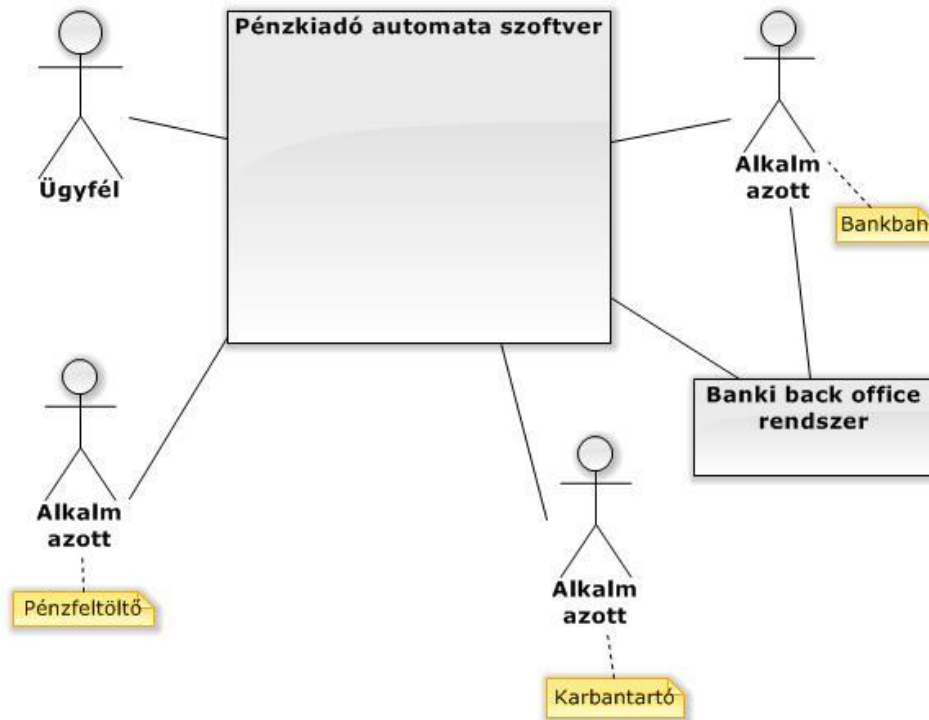 Pénzkiadó automata szoftver
Ügyfél
Alkalm
azott
Bankban
Banki back office
rendszer
Alkalm
azott
Pénzfeltöltő
Alkalm
azott
Karbantartó